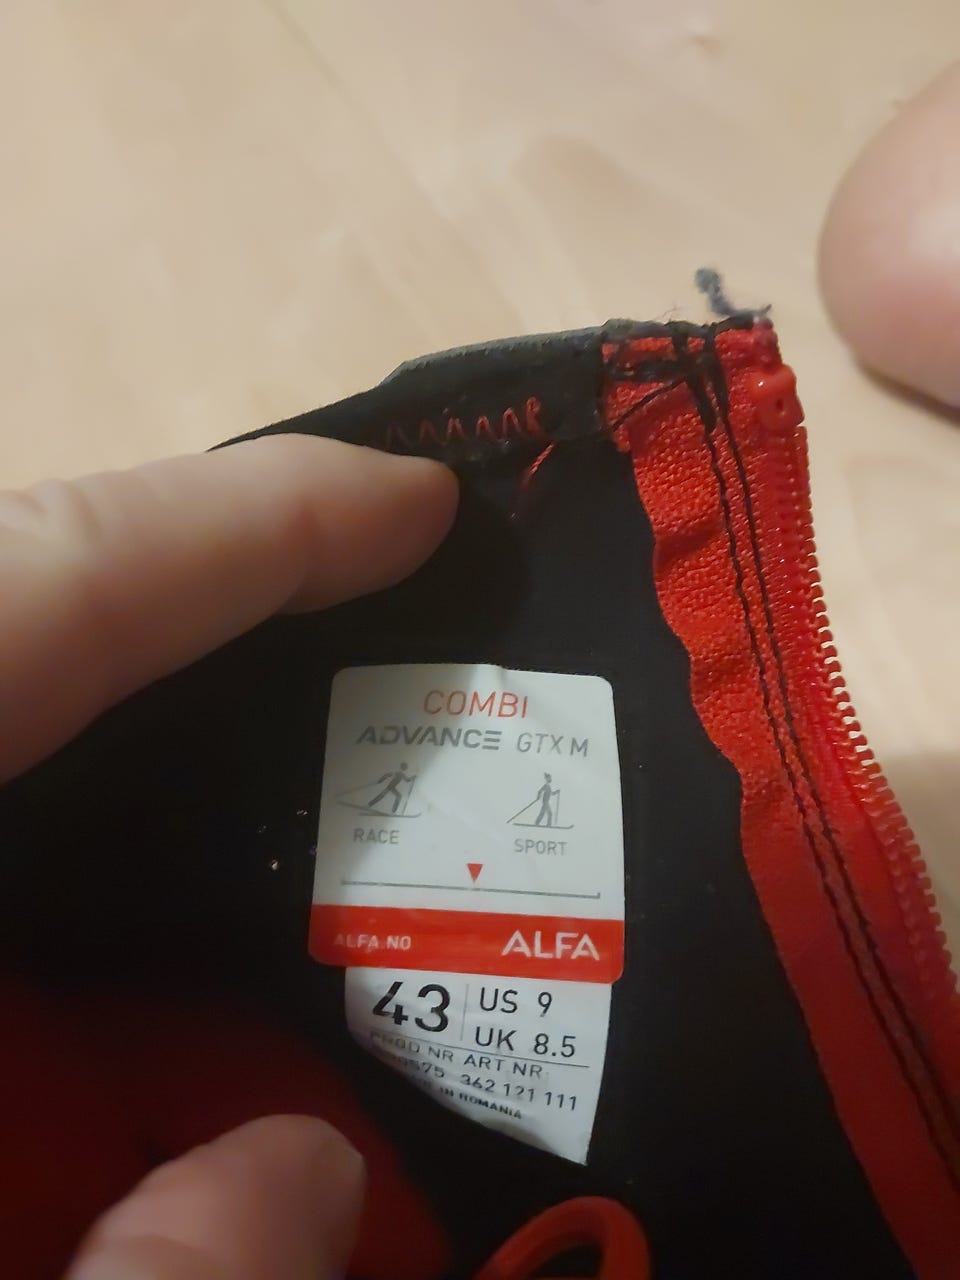 COMBI
ADVANCE GTX M
RACE SPORT
ALFA.NO ALFA
43 US 9
UK 8.5
PROD NR ART NR
362 121 111
IN ROMANIA